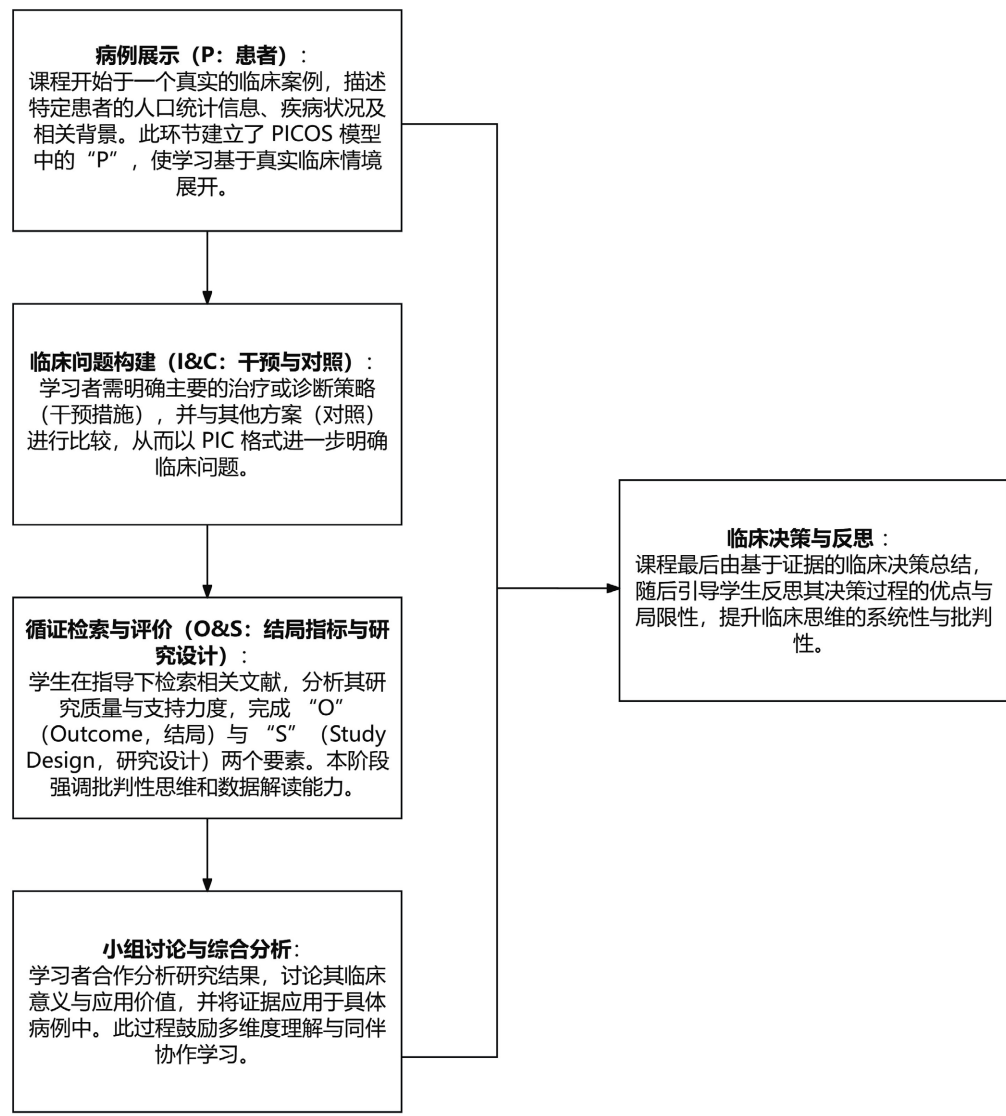 病例展示（P：患者）：
课程开始于一个真实的临床案例，描述
特定患者的人口统计信息、疾病状况及
相关背景。此环节建立了 PICOS 模型
中的“P”，使学习基于真实临床情境
展开。
临床问题构建（I&C：干预与对照）：
学习者需明确主要的治疗或诊断策略
（干预措施），并与其他方案（对照）
进行比较，从而以 PIC 格式进一步明确
临床问题。
循证检索与评价（O&S：结局指标与研
究设计）：
学生在指导下检索相关文献，分析其研
究质量与支持力度，完成 “O”
（Outcome，结局）与 “S”（Study
Design，研究设计）两个要素。本阶段
强调批判性思维和数据解读能力。
小组讨论与综合分析：
学习者合作分析研究结果，讨论其临床
意义与应用价值，并将证据应用于具体
病例中。此过程鼓励多维度理解与同伴
协作学习。
临床决策与反思：
课程最后由基于证据的临床决策总结，
随后引导学生反思其决策过程的优点与
局限性，提升临床思维的系统性与批判
性。